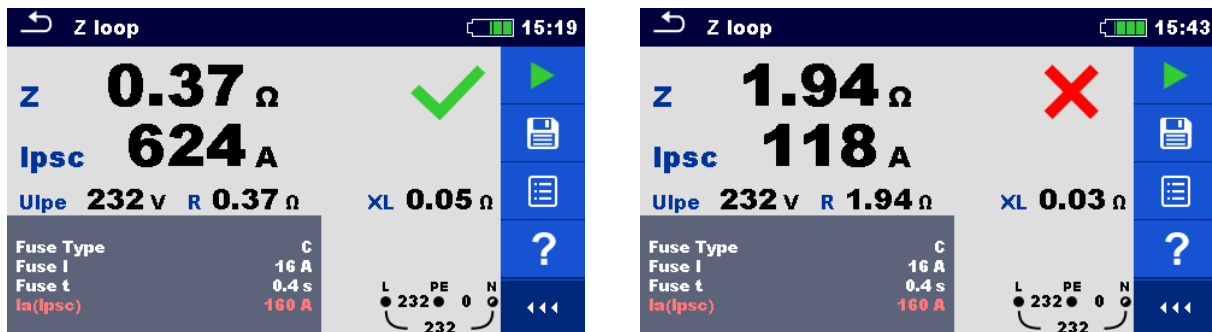 Z loop 15:19
Z 0.37 Ω
Ipsc 624 A
Ulpe 232 V R 0.37 Ω XL 0.05 Ω
Fuse Type C
Fuse I 16 A
Fuse t 0.4 s
Ia(Ipsc) 160 A
?
L PE N
232 0
232
Z loop 15:43
Z 1.94 Ω
Ipsc 118 A
Ulpe 232 V R 1.94 Ω XL 0.03 Ω
Fuse Type C
Fuse I 16 A
Fuse t 0.4 s
Ia(Ipsc) 160 A
?
L PE N
232 0
232